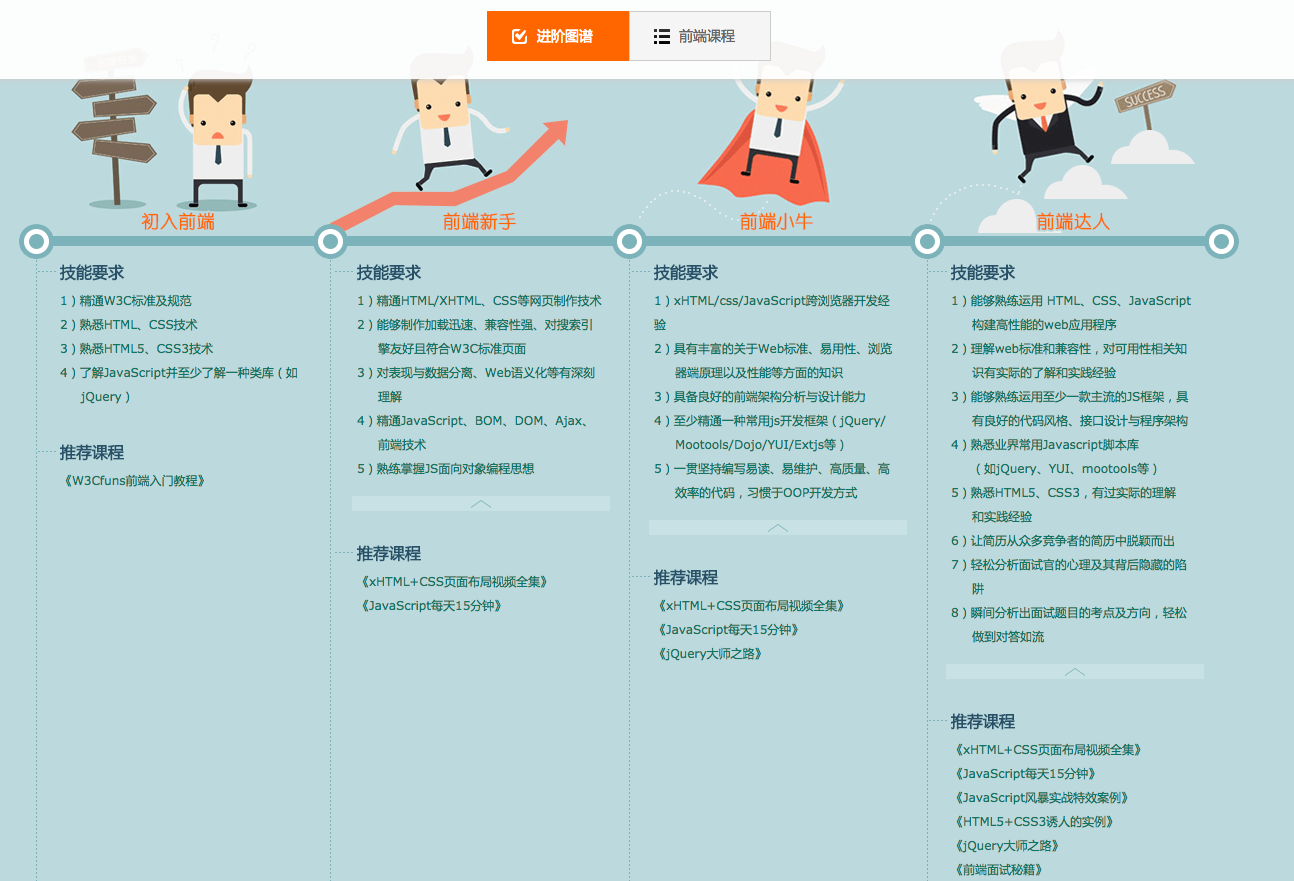 进阶图谱
前端课程
SUCCESS
初入前端
技能要求
1）精通W3C标准及规范
2）熟悉HTML、CSS技术
3）熟悉HTML5、CSS3技术
4）了解JavaScript并至少了解一种类库（如
jQuery）
推荐课程
《W3Cfuns前端入门教程》
前端新手
技能要求
1）精通HTML/XHTML、CSS等网页制作技术
2）能够制作加载迅速、兼容性强、对搜索引
擎友好且符合W3C标准页面
3）对表现与数据分离、Web语义化等有深刻
理解
4）精通JavaScript、BOM、DOM、Ajax、
前端技术
5）熟练掌握JS面向对象编程思想
推荐课程
《xHTML+CSS页面布局视频全集》
《JavaScript每天15分钟》
前端小牛
技能要求
1）xHTML/css/JavaScript跨浏览器开发经
验
2）具有丰富的关于Web标准、易用性、浏览
器端原理以及性能等方面的知识
3）具备良好的前端架构分析与设计能力
4）至少精通一种常用js开发框架（jQuery/
Mootools/Dojo/YUI/Extjs等）
5）一贯坚持编写易读、易维护、高质量、高
效率的代码，习惯于OOP开发方式
推荐课程
《xHTML+CSS页面布局视频全集》
《JavaScript每天15分钟》
《jQuery大师之路》
前端达人
技能要求
1）能够熟练运用 HTML、CSS、JavaScript
构建高性能的web应用程序
2）理解web标准和兼容性，对可用性相关知
识有实际的了解和实践经验
3）能够熟练运用至少一款主流的JS框架，具
有良好的代码风格、接口设计与程序架构
4）熟悉业界常用Javascript脚本库
（如jQuery、YUI、mootools等）
5）熟悉HTML5、CSS3，有过实际的理解
和实践经验
6）让简历从众多竞争者的简历中脱颖而出
7）轻松分析面试官的心理及其背后隐藏的陷
阱
8）瞬间分析出面试题目的考点及方向，轻松
做到对答如流
推荐课程
《xHTML+CSS页面布局视频全集》
《JavaScript每天15分钟》
《JavaScript风暴实战特效案例》
《HTML5+CSS3诱人的实例》
《jQuery大师之路》
《前端面试秘籍》